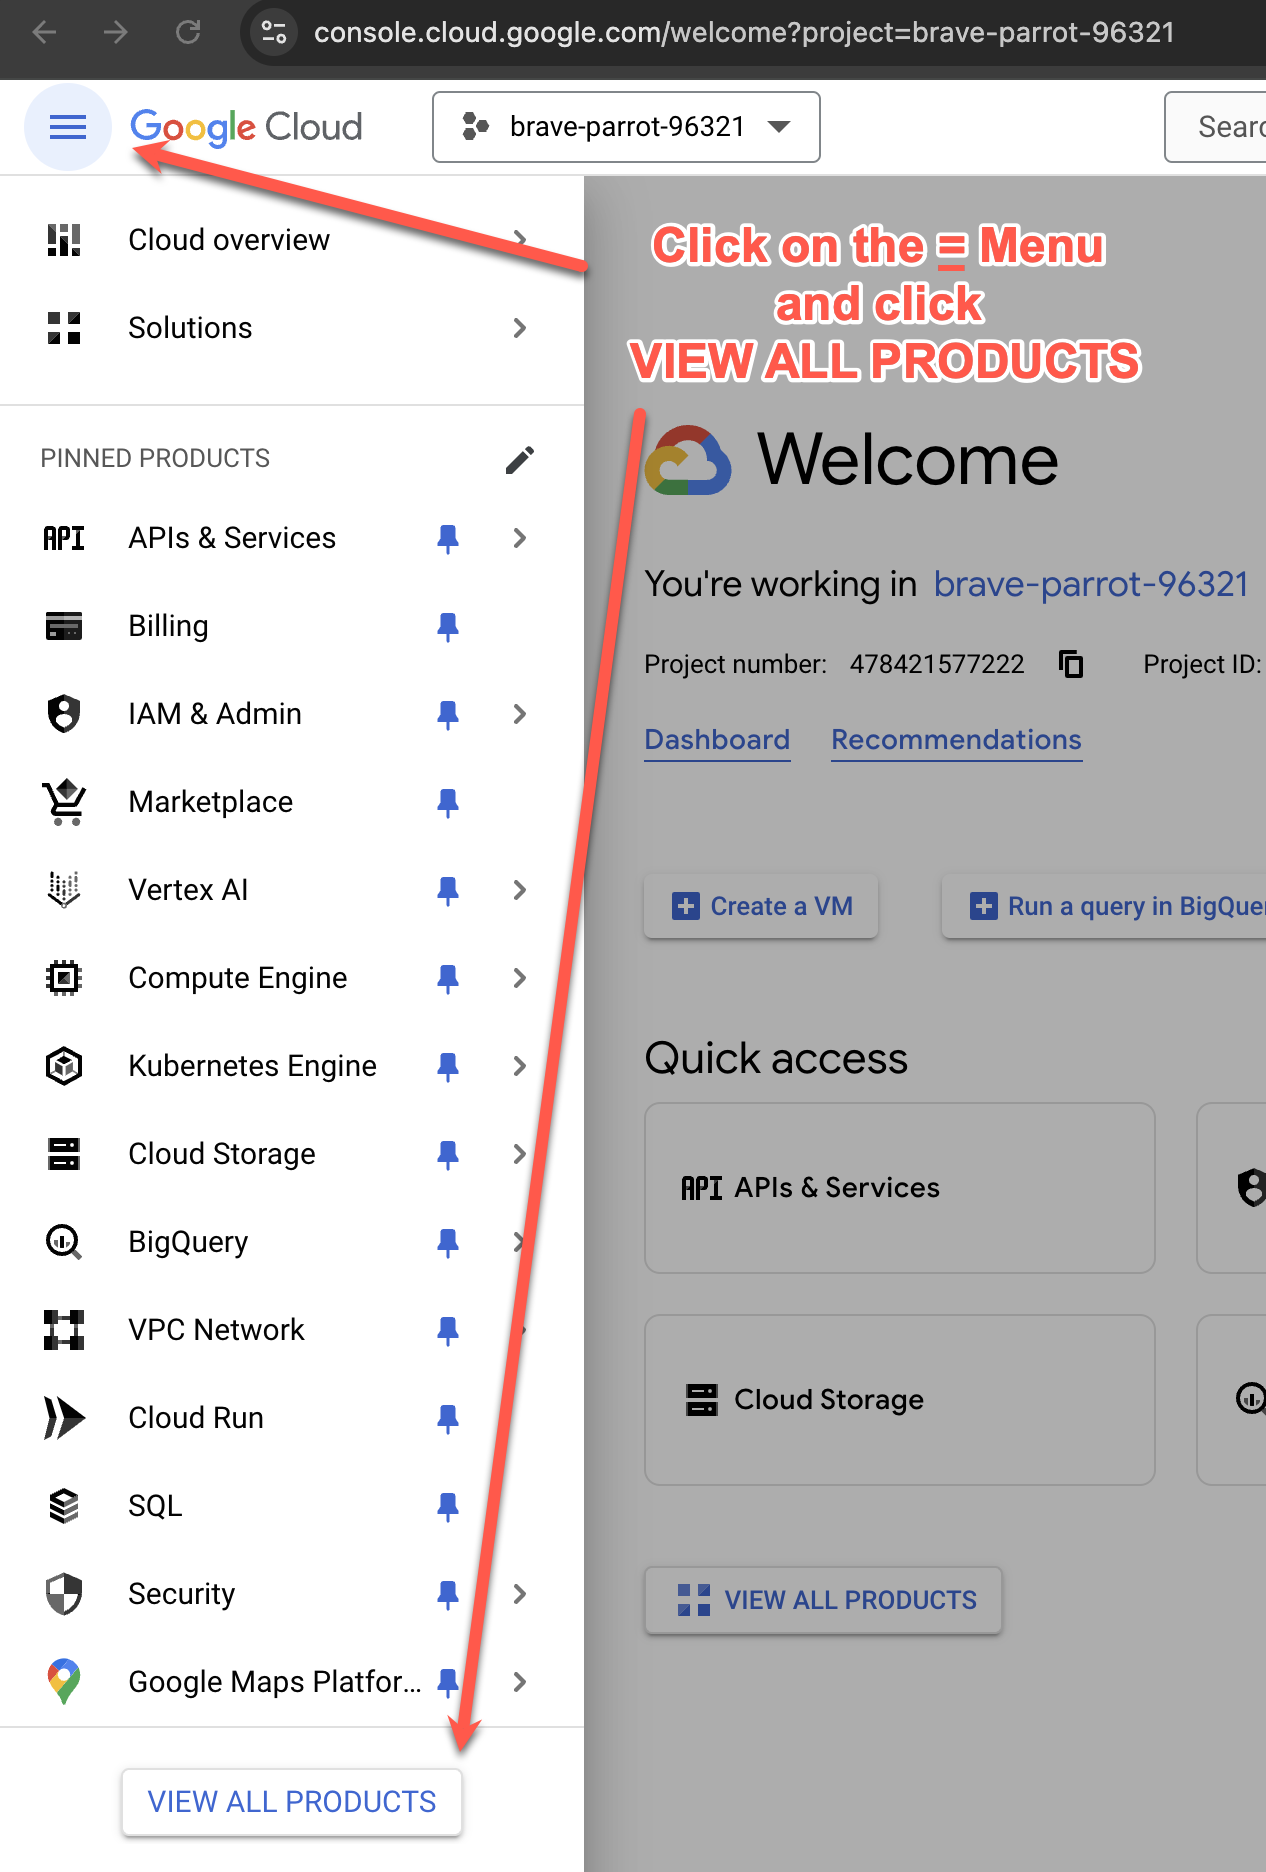 console.cloud.google.com/welcome?project=brave-parrot-96321
Google Cloud
brave-parrot-96321
Cloud overview
Solutions
Click on the = Menu
and click
VIEW ALL PRODUCTS
PINNED PRODUCTS
API APIs & Services
Billing
IAM & Admin
Marketplace
Vertex AI
Compute Engine
Kubernetes Engine
Cloud Storage
BigQuery
VPC Network
Cloud Run
SQL
Security
Google Maps Platfor...
VIEW ALL PRODUCTS
Welcome
You're working in brave-parrot-96321
Project number: 478421577222 Project ID:
Dashboard Recommendations
Create a VM
Run a query in
Quick access
API APIs & Services
Cloud Storage
VIEW ALL PRODUCTS